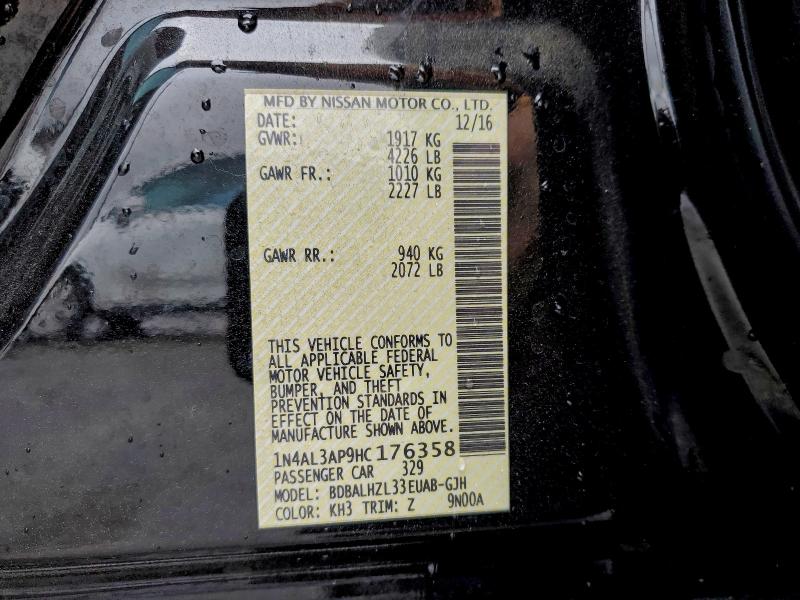 MFD BY NISSAN MOTOR CO., LTD.
DATE: 12/16
GVWR: 1917 KG
4226 LB
GAWR FR.: 1010 KG
2227 LB
GAWR RR.: 940 KG
2072 LB
THIS VEHICLE CONFORMS TO
ALL APPLICABLE FEDERAL
MOTOR VEHICLE SAFETY,
BUMPER, AND THEFT
PREVENTION STANDARDS IN
EFFECT ON THE DATE OF
MANUFACTURE SHOWN ABOVE.
1N4AL3AP9HC176358
PASSENGER CAR 329
MODEL: BDBALHZL33EUAB-GJH
COLOR: KH3 TRIM: Z 9N00A